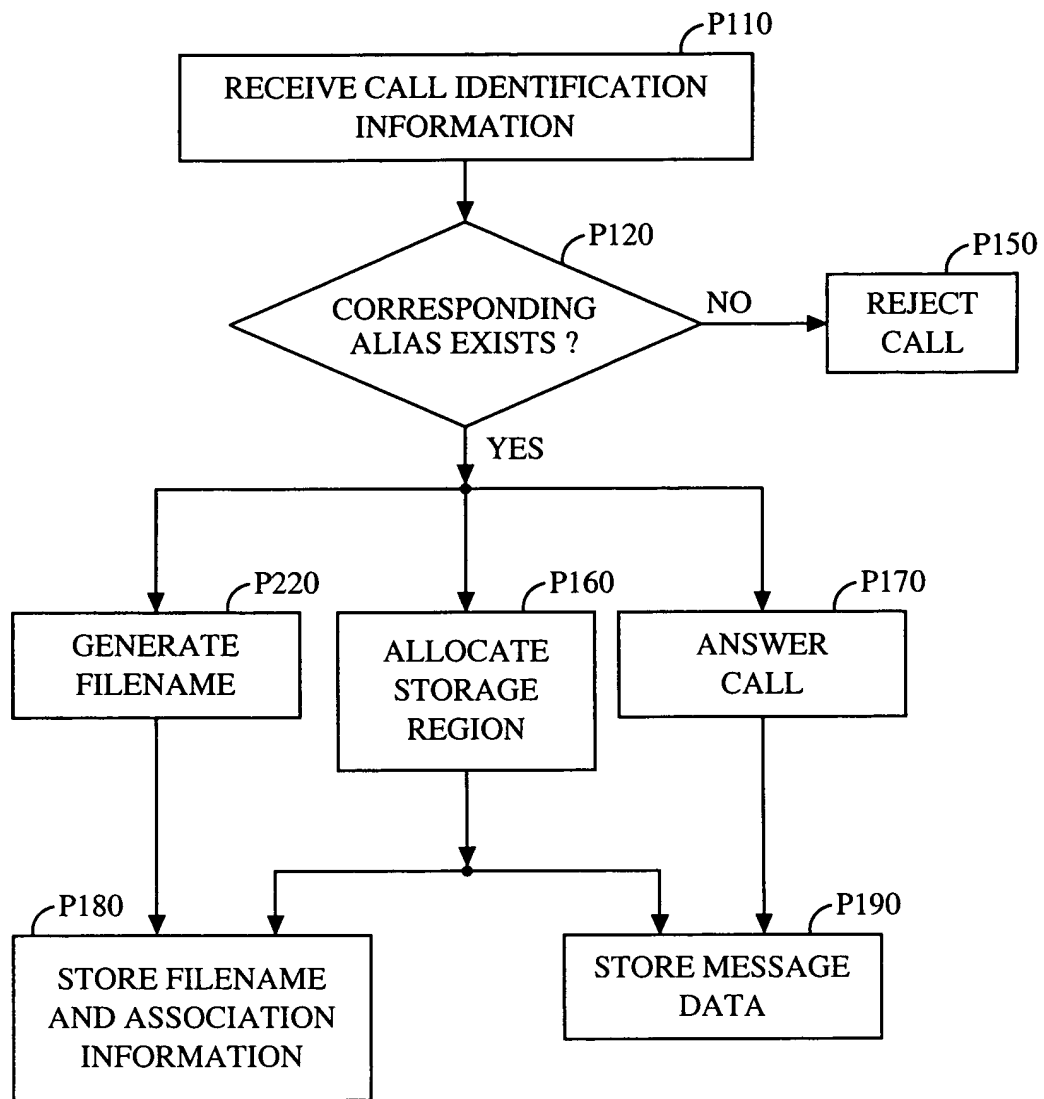 P110
RECEIVE CALL IDENTIFICATION
INFORMATION
P120
CORRESPONDING
ALIAS EXISTS ?
NO
P150
REJECT
CALL
YES
P220
GENERATE
FILENAME
P160
ALLOCATE
STORAGE
REGION
P170
ANSWER
CALL
P180
STORE FILENAME
AND ASSOCIATION
INFORMATION
P190
STORE MESSAGE
DATA